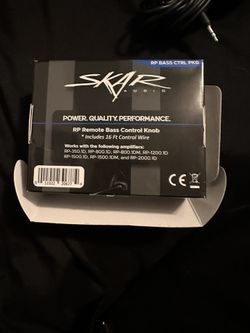 RP BASS CTRL PKG
SKAR
AUDIO
POWER. QUALITY. PERFORMANCE.
RP Remote Bass Control Knob
* Includes 16 Ft Control Wire
Works with the following amplifiers:
RP-350.1D, RP-800.1D, RP-800.1DM, RP-1200.1D
RP-1500.1D, RP-1500.1DM, and RP-2000.1D
CE